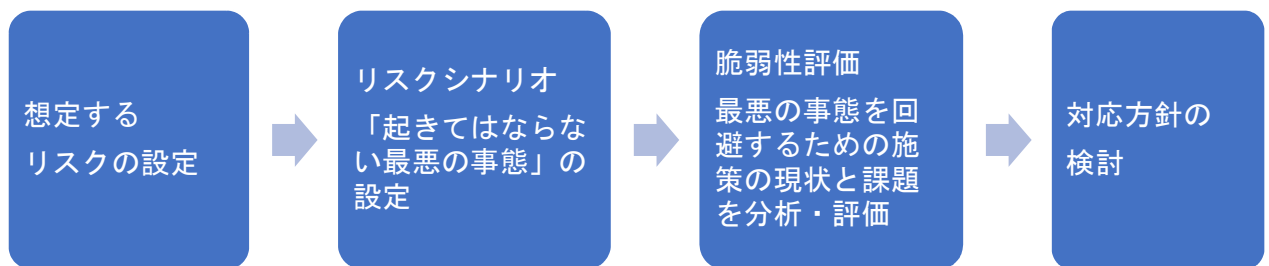 想定する
リスクの設定
リスクシナリオ
「起きてはならな
い最悪の事態」の
設定
脆弱性評価
最悪の事態を回
避するための施
策の現状と課題
を分析・評価
対応方針の
検討